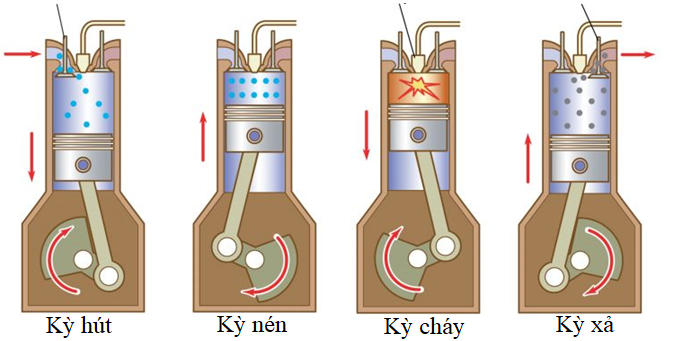 Kỳ hút
Kỳ nén
Kỳ cháy
Kỳ xả